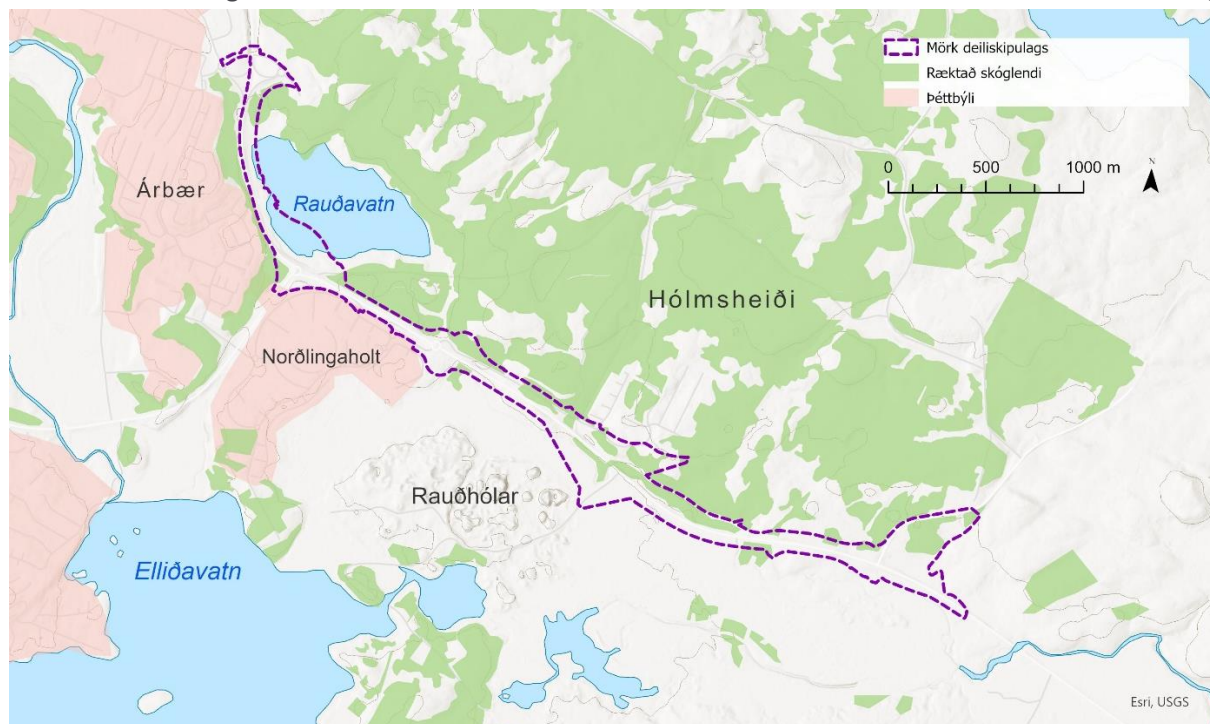 Mörk deiliskipulags
Ræktað skóglendi
Þéttbýli
0 500 1000 m
N
Árbær
Rauðavatn
Hólmsheiði
Norðlingaholt
Rauðhólar
Elliðavatn
Esri, USGS